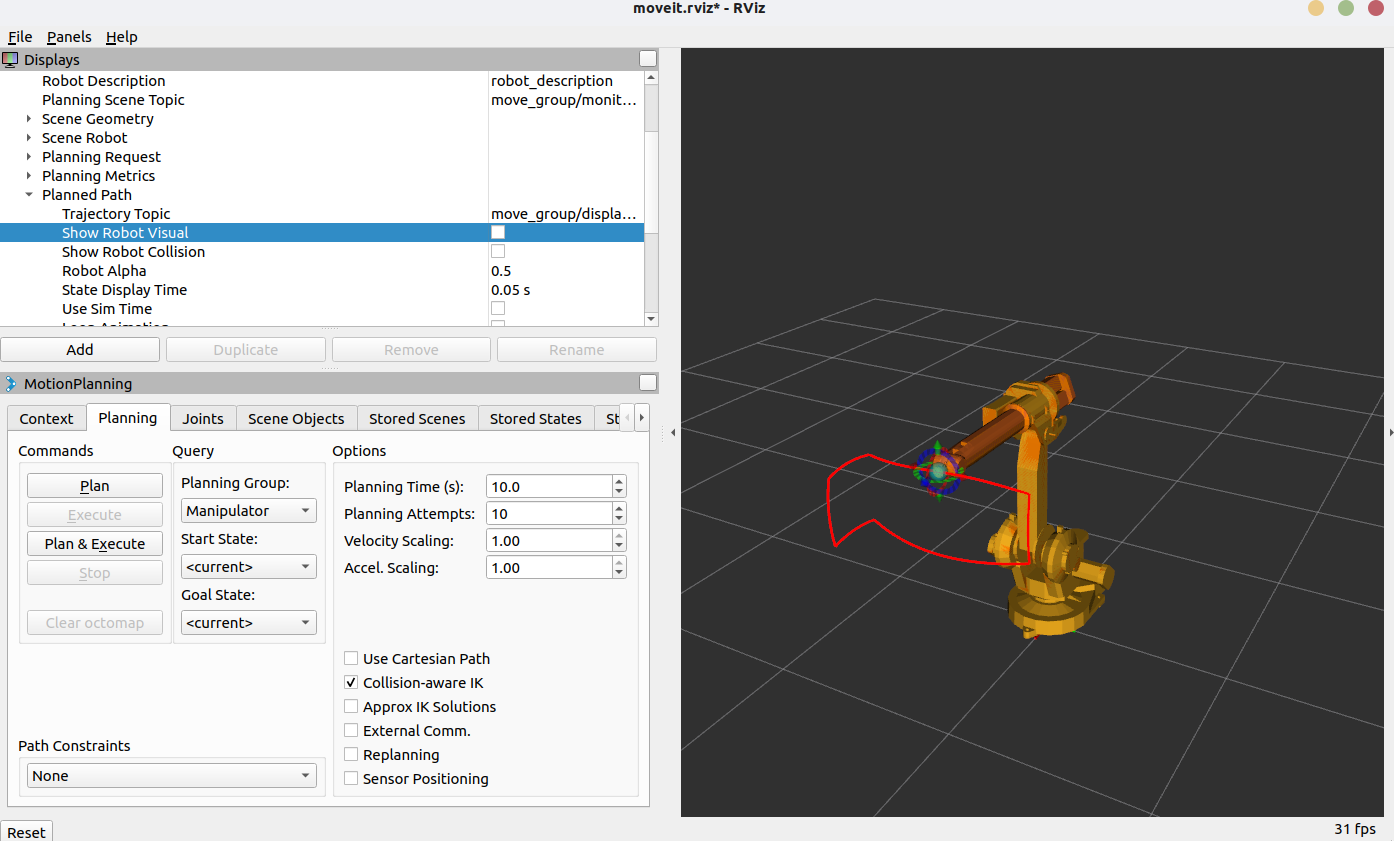 moveit.rviz* - RViz
File Panels Help
Displays
Robot Description robot_description
Planning Scene Topic move_group/monit...
Scene Geometry
Scene Robot
Planning Request
Planning Metrics
Planned Path
Trajectory Topic move_group/displa...
Show Robot Visual
Show Robot Collision
Robot Alpha 0.5
State Display Time 0.05 s
Use Sim Time
Loop Animation
Add Duplicate Remove Rename
MotionPlanning
Context Planning Joints Scene Objects Stored Scenes Stored States St
Commands Query Options
Plan
Execute
Plan & Execute
Stop
Clear octomap
Planning Group:
Manipulator
Start State:
<current>
Goal State:
<current>
Planning Time (s): 10.0
Planning Attempts: 10
Velocity Scaling: 1.00
Accel. Scaling: 1.00
Use Cartesian Path
Collision-aware IK
Approx IK Solutions
External Comm.
Replanning
Sensor Positioning
Path Constraints
None
Reset
31 fps